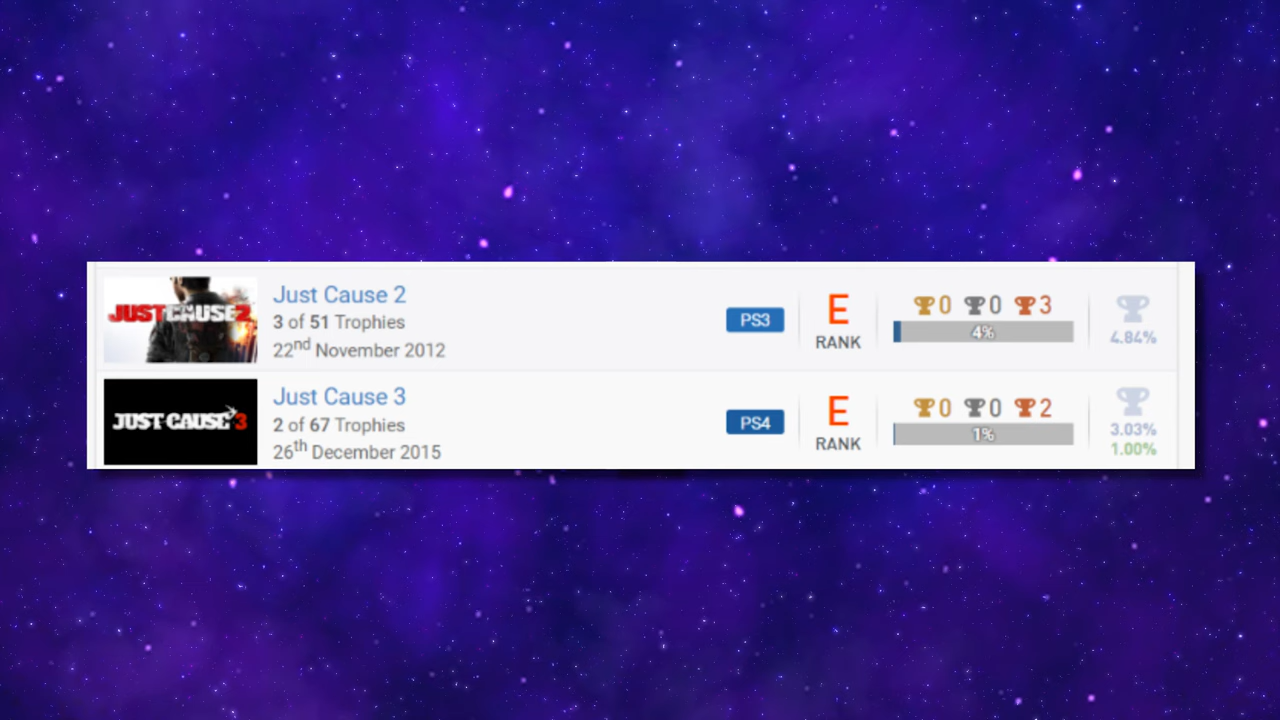 JUST CAUSE 2
Just Cause 2
3 of 51 Trophies
22nd November 2012
PS3
E
RANK
0 0 3
4%
4.84%
JUST CAUSE 3
Just Cause 3
2 of 67 Trophies
26th December 2015
PS4
E
RANK
0 0 2
1%
3.03%
1.00%